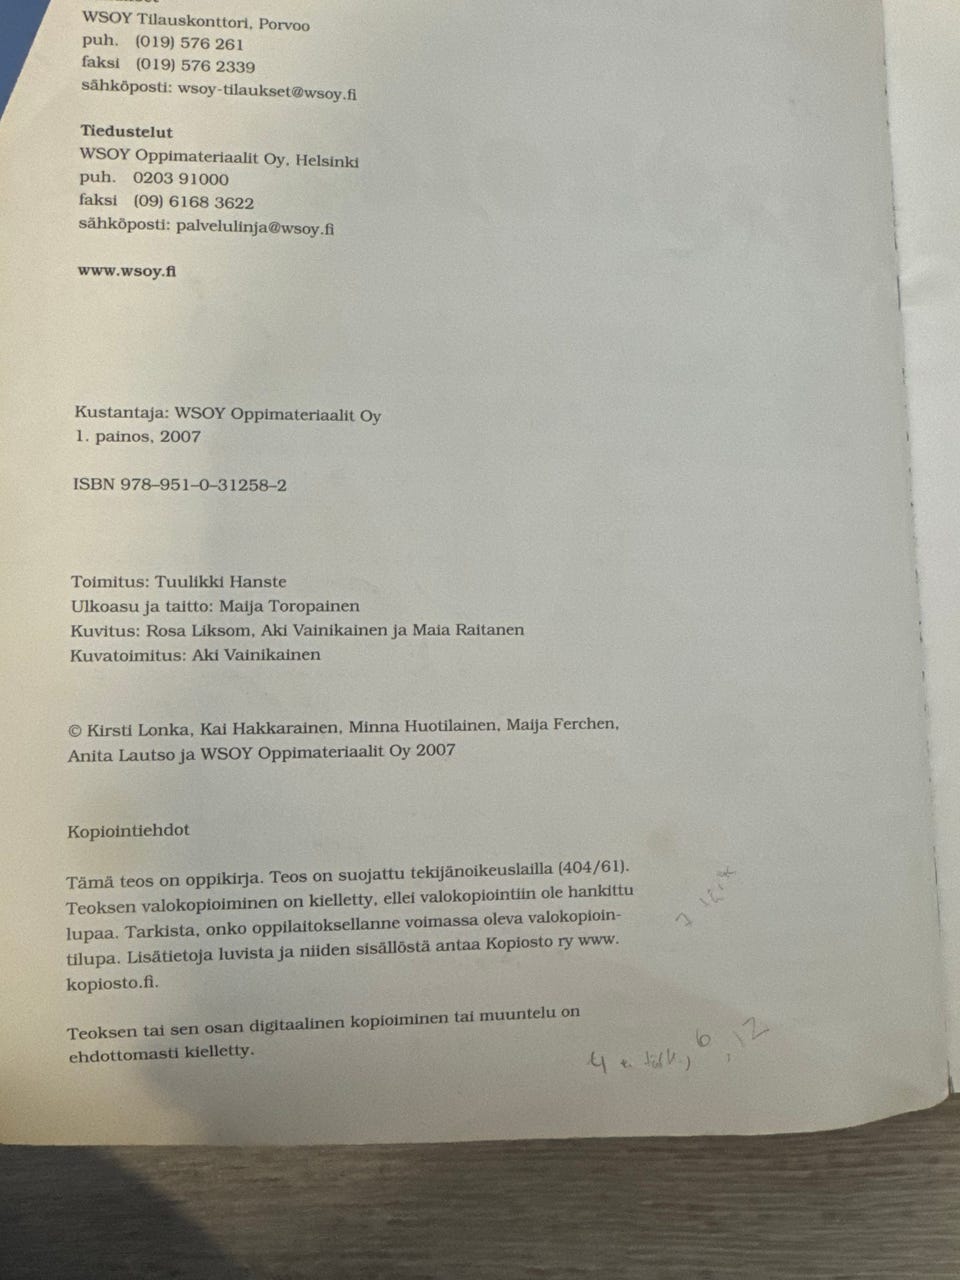 WSOY Tilauskonttori, Porvoo
puh. (019) 576 261
faksi (019) 576 2339
sähköposti: wsoy-tilaukset@wsoy.fi
Tiedustelut
WSOY Oppimateriaalit Oy, Helsinki
puh. 0203 91000
faksi (09) 6168 3622
sähköposti: palvelulinja@wsoy.fi
www.wsoy.fi
Kustantaja: WSOY Oppimateriaalit Oy
1. painos, 2007
ISBN 978–951–0–31258–2
Toimitus: Tuulikki Hanste
Ulkoasu ja taitto: Maija Toropainen
Kuvitus: Rosa Liksom, Aki Vainikainen ja Maia Raitanen
Kuvatoimitus: Aki Vainikainen
© Kirsti Lonka, Kai Hakkarainen, Minna Huotilainen, Maija Ferchen,
Anita Lautso ja WSOY Oppimateriaalit Oy 2007
Kopiointiehdot
Tämä teos on oppikirja. Teos on suojattu tekijänoikeuslailla (404/61).
Teoksen valokopioiminen on kielletty, ellei valokopiointiin ole hankittu
lupaa. Tarkista, onko oppilaitoksellanne voimassa oleva valokopioin-
tilupa. Lisätietoja luvista ja niiden sisällöstä antaa Kopiosto ry www.
kopiosto.fi.
Teoksen tai sen osan digitaalinen kopioiminen tai muuntelu on
ehdottomasti kielletty.
4 6, 12